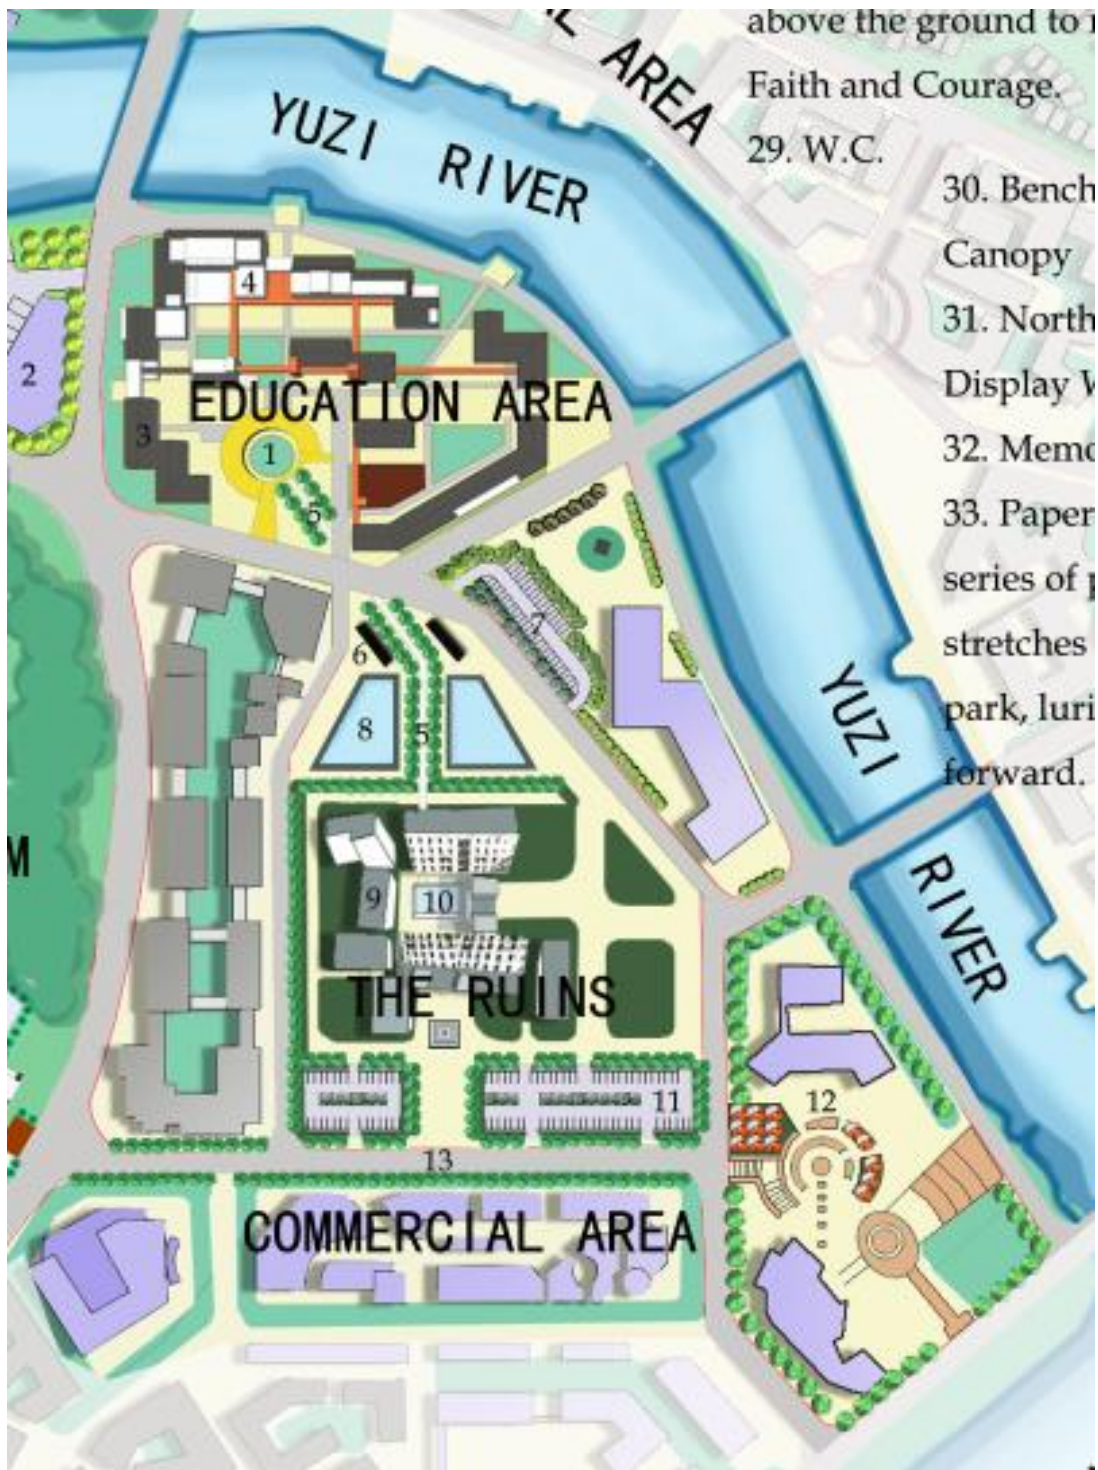 above the ground to
Faith and Courage.
29. W.C.
30. Bench
Canopy
31. North
Display
32.
33. Paper
series of
stretches
park,
forward.
AREA
YUZI RIVER
4
2
EDUCATION AREA
3
1
5
7
6
8
5
YUZI
RIVER
M
9
10
THE RUINS
11
12
13
COMMERCIAL AREA